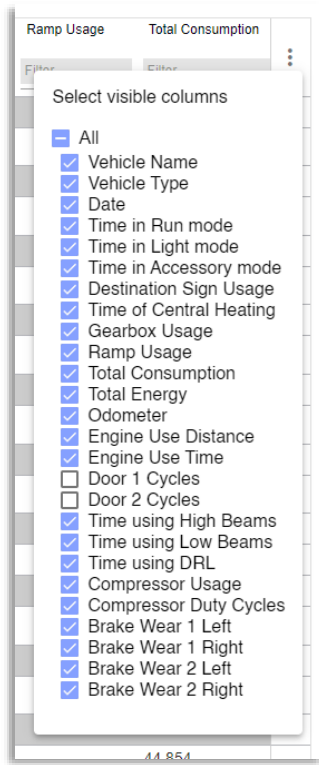 Ramp Usage Total Consumption
Filter Filter
Select visible columns
All
Vehicle Name
Vehicle Type
Date
Time in Run mode
Time in Light mode
Time in Accessory mode
Destination Sign Usage
Time of Central Heating
Gearbox Usage
Ramp Usage
Total Consumption
Total Energy
Odometer
Engine Use Distance
Engine Use Time
Door 1 Cycles
Door 2 Cycles
Time using High Beams
Time using Low Beams
Time using DRL
Compressor Usage
Compressor Duty Cycles
Brake Wear 1 Left
Brake Wear 1 Right
Brake Wear 2 Left
Brake Wear 2 Right
44,854